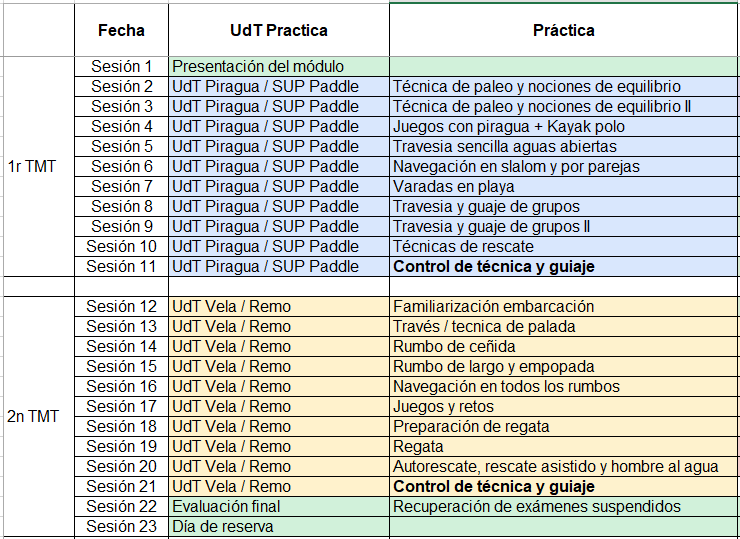 Fecha UdT Practica Práctica
Sesión 1 Presentación del módulo
Sesión 2 UdT Piragua / SUP Paddle Técnica de paleo y nociones de equilibrio
Sesión 3 UdT Piragua / SUP Paddle Técnica de paleo y nociones de equilibrio II
Sesión 4 UdT Piragua / SUP Paddle Juegos con piragua + Kayak polo
Sesión 5 UdT Piragua / SUP Paddle Travesia sencilla aguas abiertas
1r TMT Sesión 6 UdT Piragua / SUP Paddle Navegación en slalom y por parejas
Sesión 7 UdT Piragua / SUP Paddle Varadas en playa
Sesión 8 UdT Piragua / SUP Paddle Travesia y guaje de grupos
Sesión 9 UdT Piragua / SUP Paddle Travesia y guaje de grupos II
Sesión 10 UdT Piragua / SUP Paddle Técnicas de rescate
Sesión 11 UdT Piragua / SUP Paddle Control de técnica y guiaje
Sesión 12 UdT Vela / Remo Familiarización embarcación
Sesión 13 UdT Vela / Remo Través / tecnica de palada
Sesión 14 UdT Vela / Remo Rumbo de ceñida
Sesión 15 UdT Vela / Remo Rumbo de largo y empopada
Sesión 16 UdT Vela / Remo Navegación en todos los rumbos
2n TMT Sesión 17 UdT Vela / Remo Juegos y retos
Sesión 18 UdT Vela / Remo Preparación de regata
Sesión 19 UdT Vela / Remo Regata
Sesión 20 UdT Vela / Remo Autorescate, rescate asistido y hombre al agua
Sesión 21 UdT Vela / Remo Control de técnica y guiaje
Sesión 22 Evaluación final Recuperación de exámenes suspendidos
Sesión 23 Día de reserva